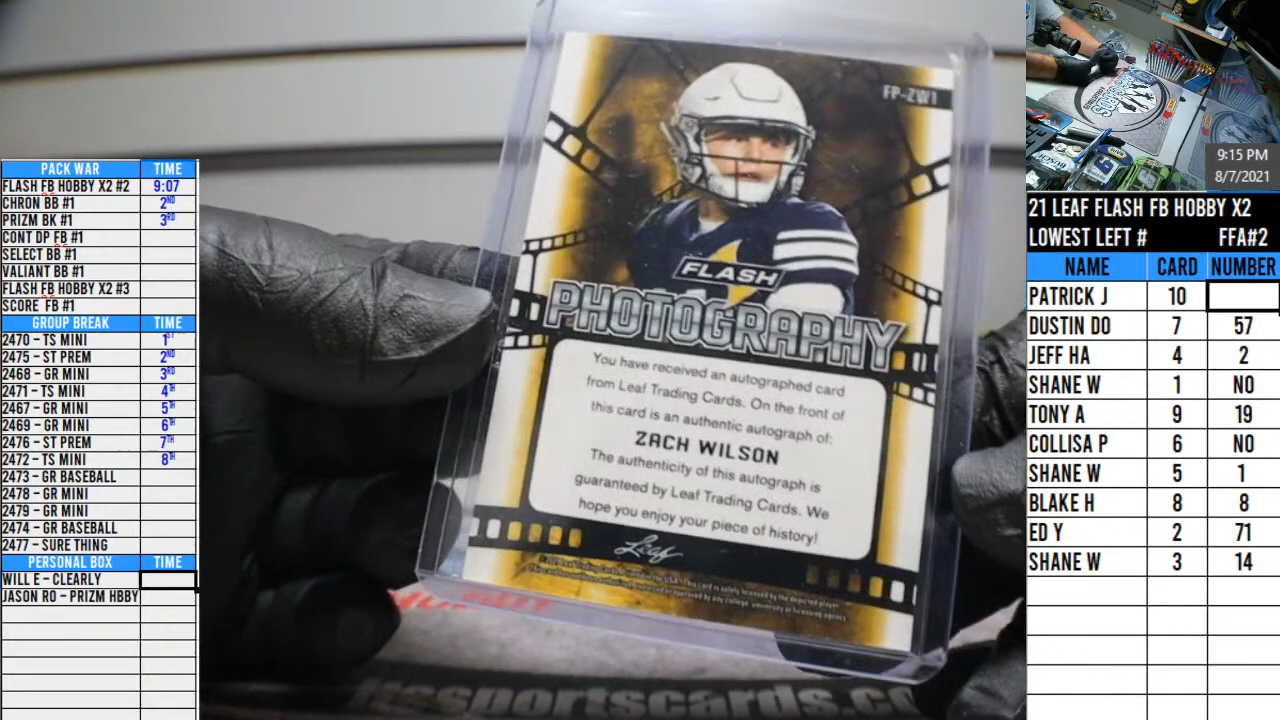 PACK WAR TIME
FLASH FB HOBBY X2 #2 9:07
CHRON BB #1 2ND
PRIZM BK #1 3RD
CONT DP FB #1
SELECT BB #1
VALIANT BB #1
FLASH FB HOBBY X2 #3
SCORE FB #1
GROUP BREAK TIME
2470 – TS MINI 1ST
2475 – ST PREM 2ND
2468 – GR MINI 3RD
2471 – TS MINI 4TH
2467 – GR MINI 5TH
2469 – GR MINI 6TH
2476 – ST PREM 7TH
2472 – TS MINI 8TH
2473 – GR BASEBALL
2478 – GR MINI
2479 – GR MINI
2474 – GR BASEBALL
2477 – SURE THING
PERSONAL BOX TIME
WILL E – CLEARLY
JASON RO – PRIZM HBBY
FP-ZW1
FLASH
PHOTOGRAPHY
You have received an autographed card
from Leaf Trading Cards. On the front of
this card is an authentic autograph of:
ZACH WILSON
The authenticity of this autograph is
guaranteed by Leaf Trading Cards. We
hope you enjoy your piece of history!
Leaf
9:15 PM
8/7/2021
21 LEAF FLASH FB HOBBY X2
LOWEST LEFT # FFA#2
NAME CARD NUMBER
PATRICK J 10
DUSTIN DO 7 57
JEFF HA 4 2
SHANE W 1 NO
TONY A 9 19
COLLISA P 6 NO
SHANE W 5 1
BLAKE H 8 8
ED Y 2 71
SHANE W 3 14